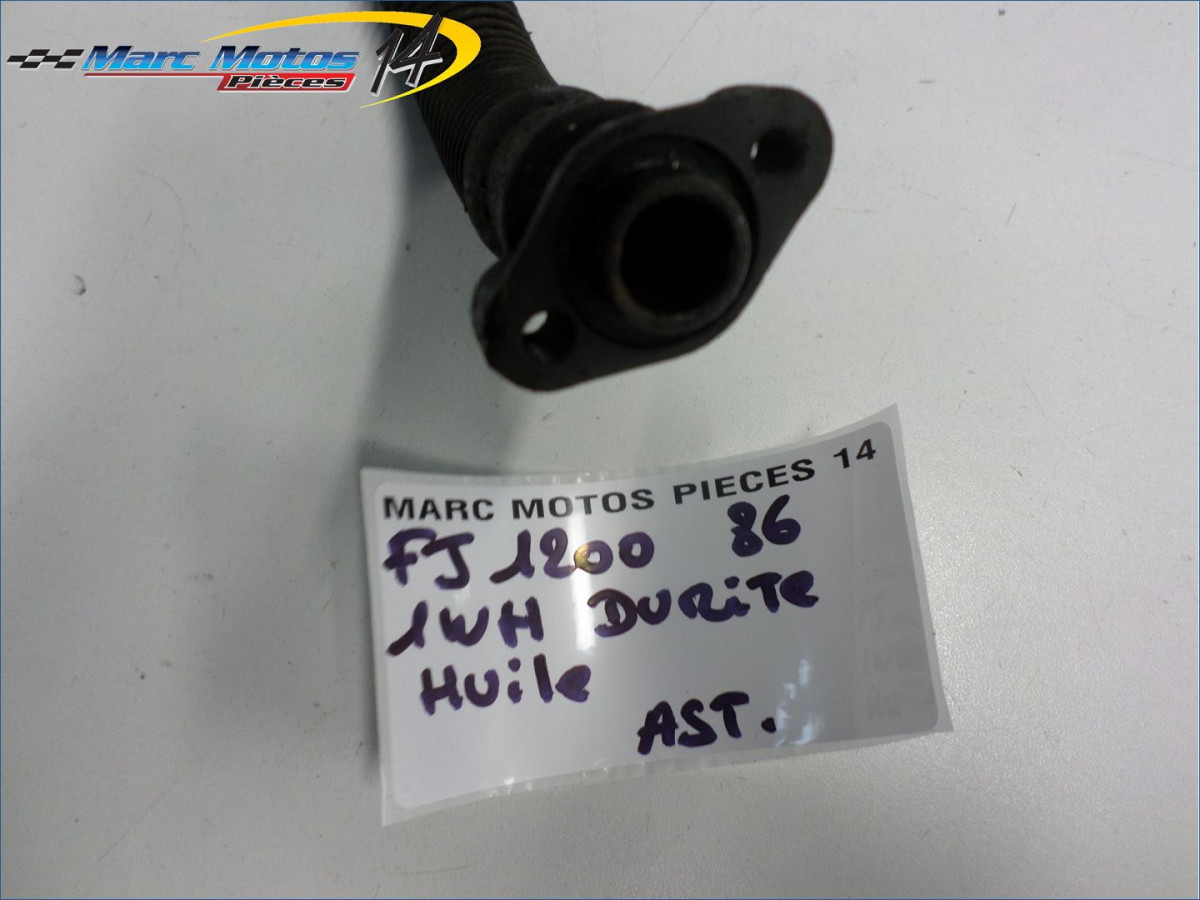 Marc Motos 14
Pièces
MARC MOTOS PIECES 14
FJ 1200 86
1WH DURiTe
HUile
AST.